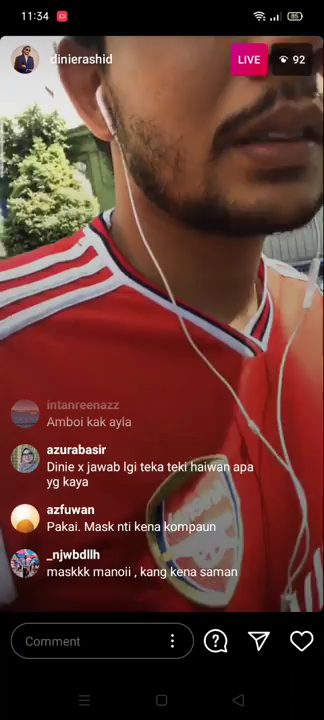 11:34
85
dinierashid
LIVE
92
intanreenazz
Amboi kak ayla
azurabasir
Dinie x jawab lgi teka teki haiwan apa
yg kaya
azfuwan
Pakai. Mask nti kena kompaun
_njwbdllh
maskkk manoii , kang kena saman
Comment